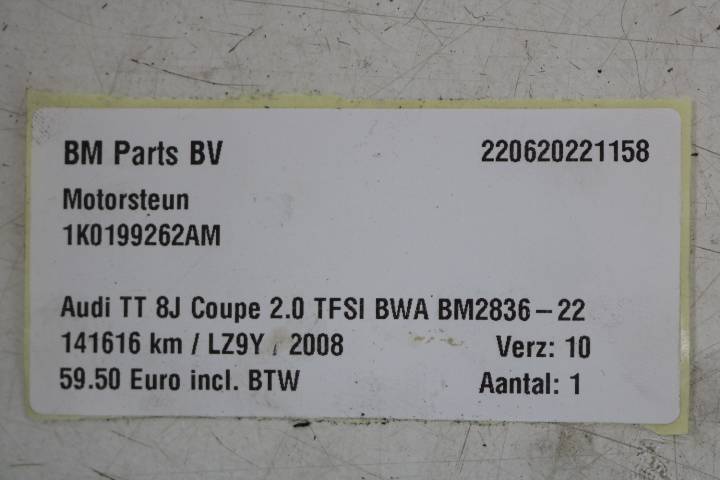 BM Parts BV 220620221158
Motorsteun
1K0199262AM
Audi TT 8J Coupe 2.0 TFSI BWA BM2836-22
141616 km / LZ9Y / 2008 Verz: 10
59.50 Euro incl. BTW Aantal: 1